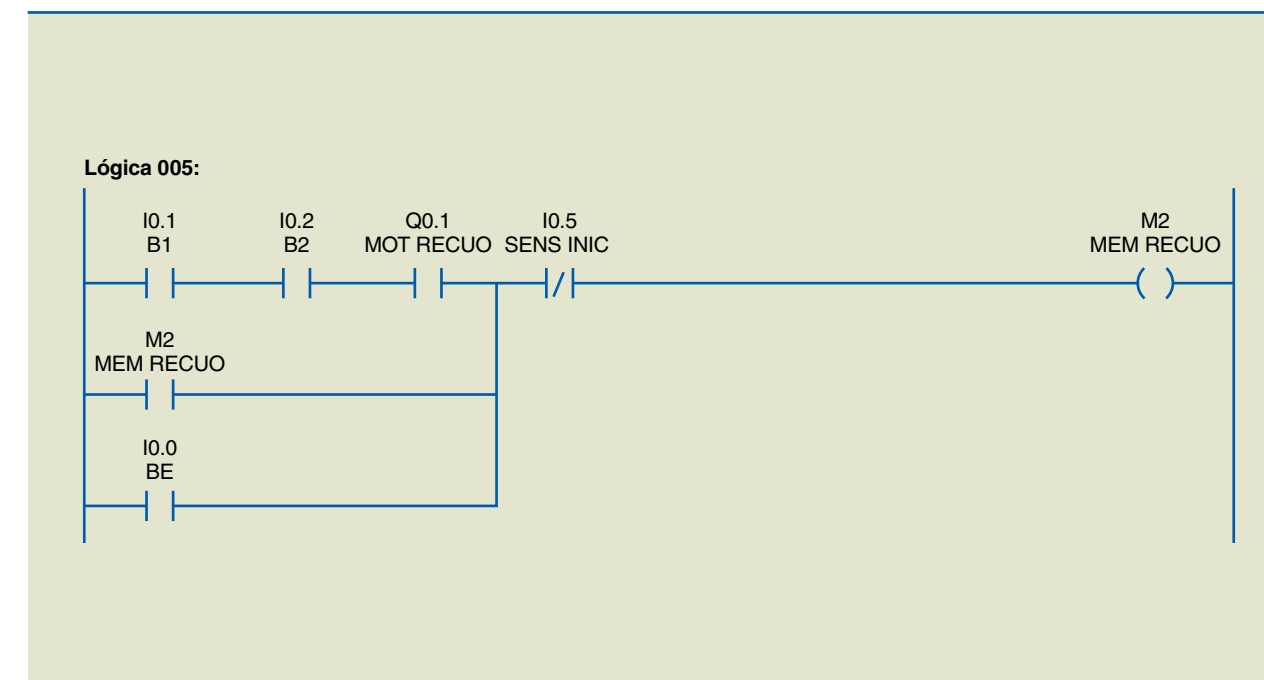 Lógica 005:
I0.1 I0.2 Q0.1 I0.5 M2
B1 B2 MOT RECUO SENS INIC MEM RECUO
M2
MEM RECUO
I0.0
BE